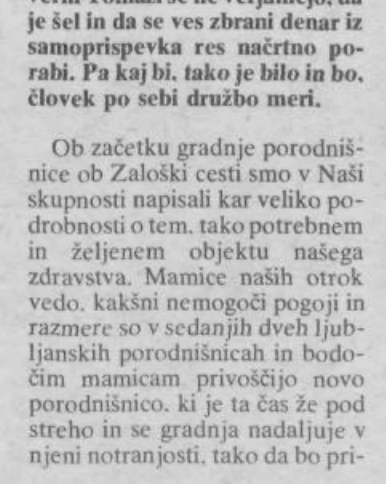 je šel in da se ves zbrani denar iz
samoprispevka res načrtno po-
rabi. Pa kaj bi, tako je bilo in bo,
človek po sebi družbo meri.
Ob začetku gradnje porodniš-
nice ob Zaloški cesti smo v Naši
skupnosti napisali kar veliko po-
drobnosti o tem, tako potrebnem
in željenem objektu našega
zdravstva. Mamice naših otrok
vedo, kakšni nemogoči pogoji in
razmere so v sedanjih dveh ljub-
ljanskih porodnišnicah in bodo-
čim mamicam privoščijo novo
porodnišnico, ki je ta čas že pod
streho in se gradnja nadaljuje v
njeni notranjosti, tako da bo pri-